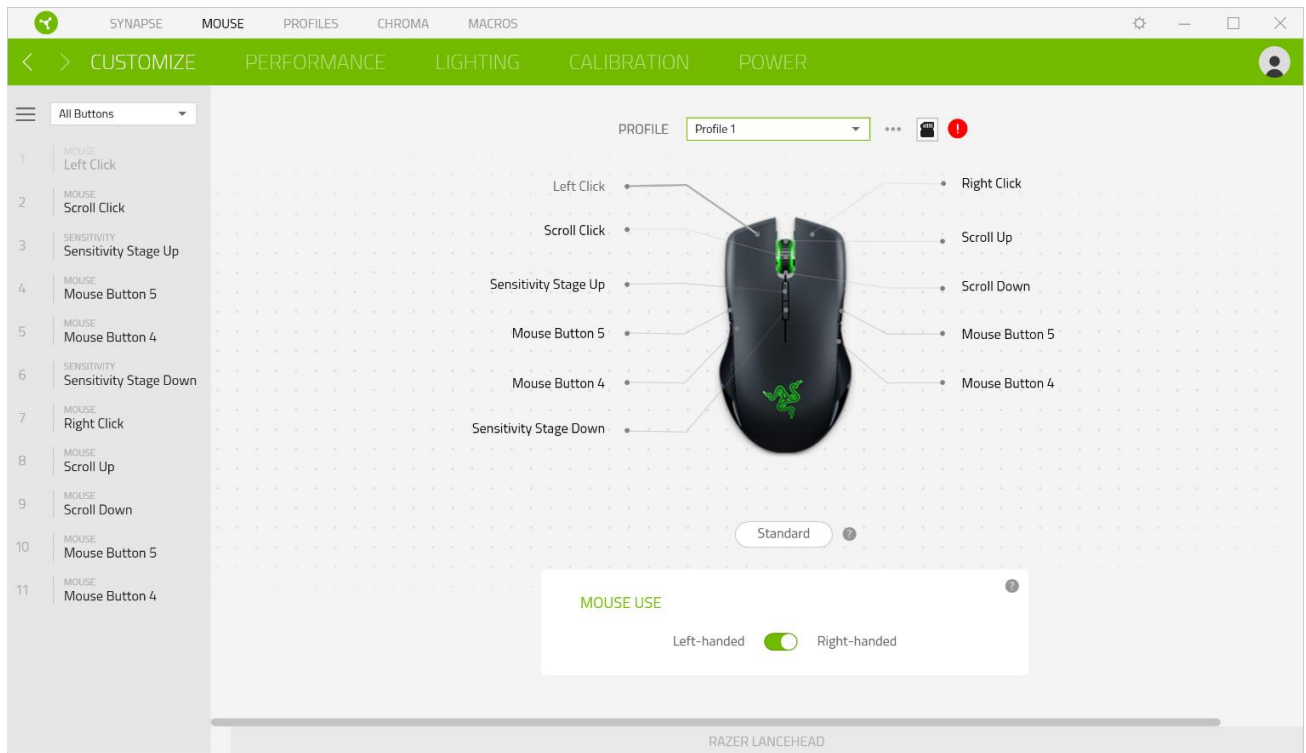 SYNAPSE MOUSE PROFILES CHROMA MACROS
CUSTOMIZE PERFORMANCE LIGHTING CALIBRATION POWER
All Buttons
PROFILE Profile 1
1 MOUSE
Left Click
2 MOUSE
Scroll Click
3 SENSITIVITY
Sensitivity Stage Up
4 MOUSE
Mouse Button 5
5 MOUSE
Mouse Button 4
6 SENSITIVITY
Sensitivity Stage Down
7 MOUSE
Right Click
8 MOUSE
Scroll Up
9 MOUSE
Scroll Down
10 MOUSE
Mouse Button 5
11 MOUSE
Mouse Button 4
Left Click
Scroll Click
Sensitivity Stage Up
Mouse Button 5
Mouse Button 4
Sensitivity Stage Down
Right Click
Scroll Up
Scroll Down
Mouse Button 5
Mouse Button 4
Standard ?
?
MOUSE USE
Left-handed Right-handed
RAZER LANCEHEAD